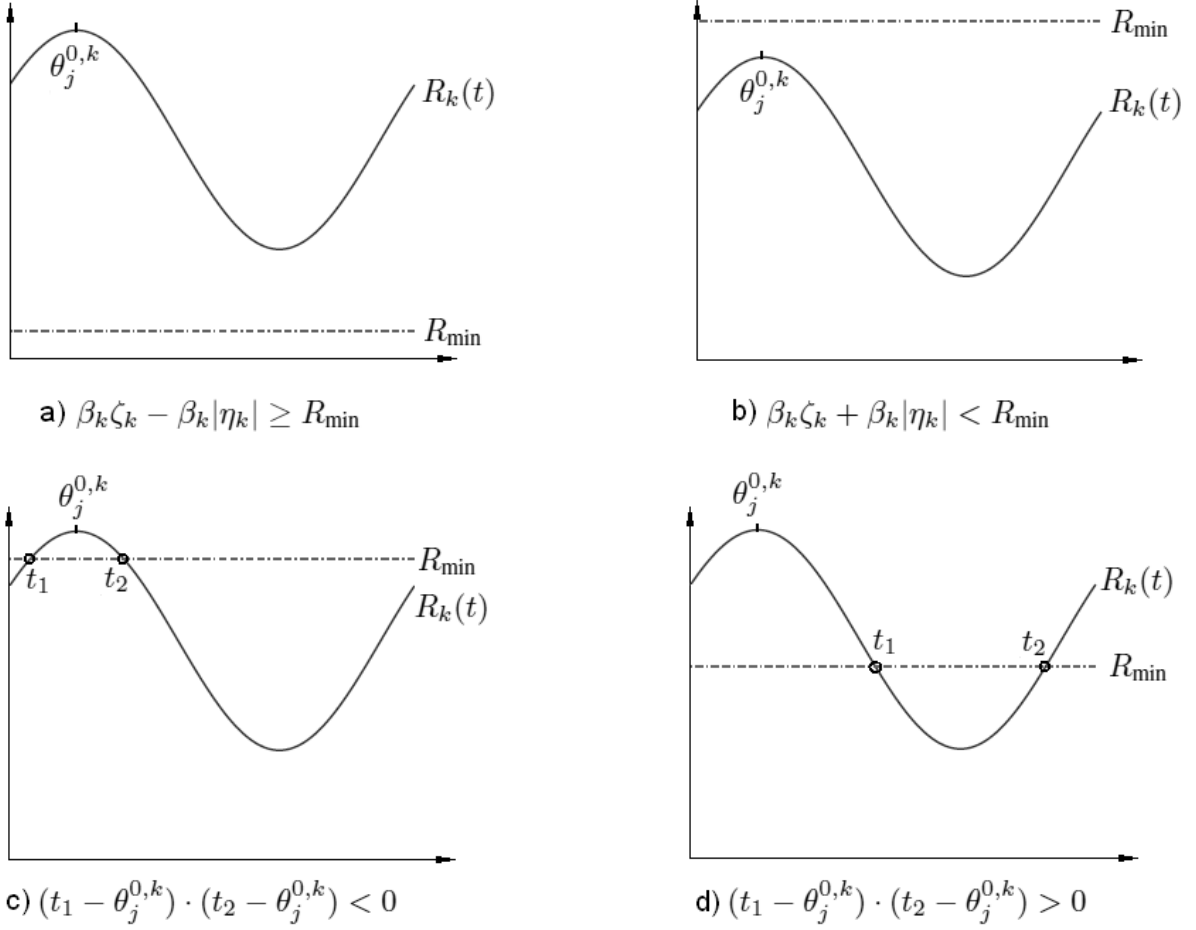 θ_j^{0,k}
R_k(t)
R_min
a) β_kζ_k − β_k|η_k| ≥ R_min
R_min
θ_j^{0,k}
R_k(t)
b) β_kζ_k + β_k|η_k| < R_min
θ_j^{0,k}
R_min
t_1
t_2
R_k(t)
c) (t_1 − θ_j^{0,k}) · (t_2 − θ_j^{0,k}) < 0
θ_j^{0,k}
R_k(t)
t_1
t_2
R_min
d) (t_1 − θ_j^{0,k}) · (t_2 − θ_j^{0,k}) > 0